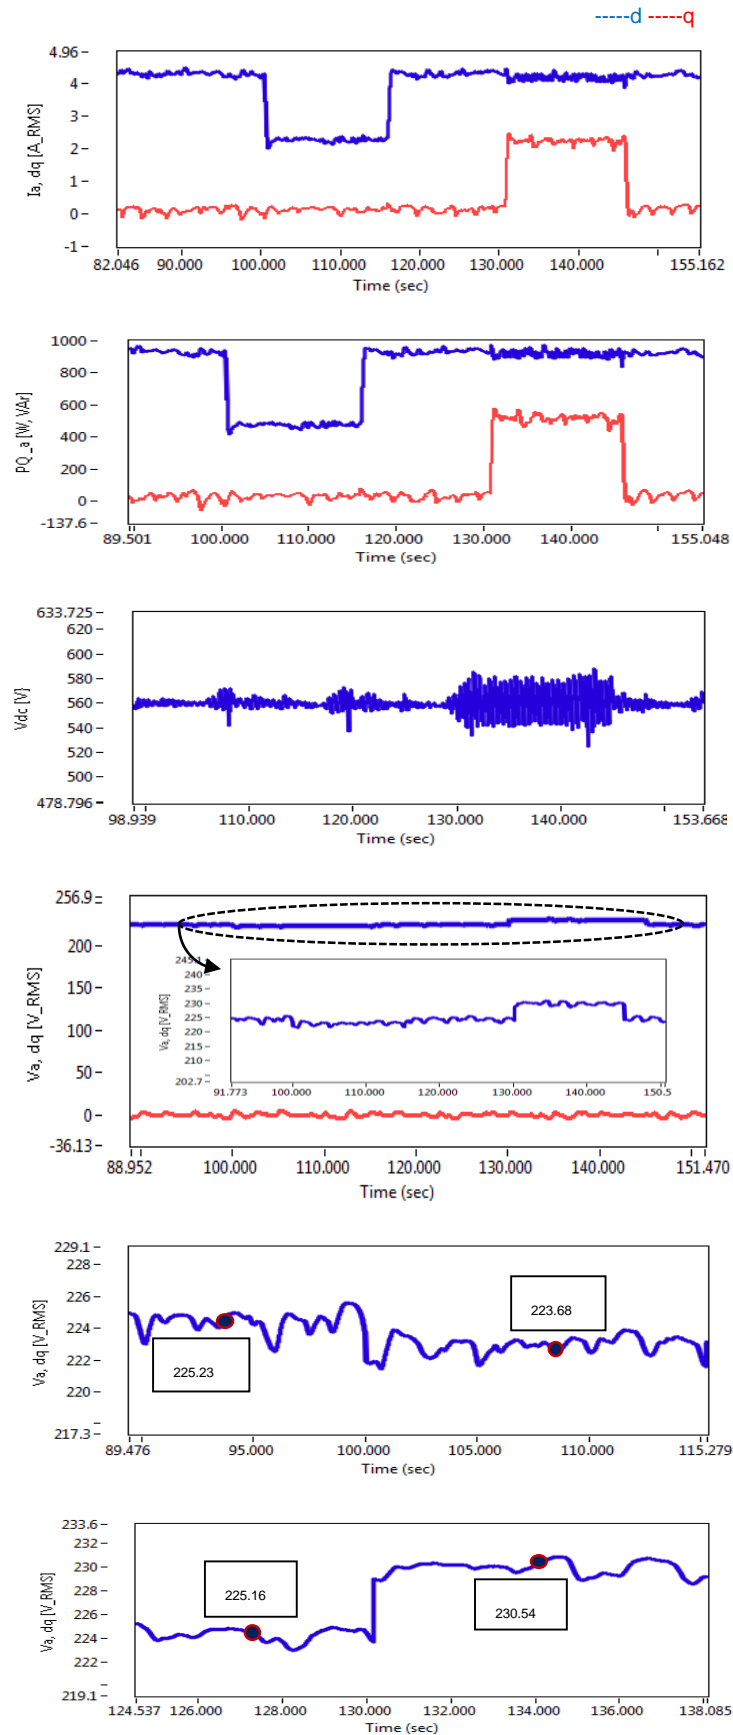 -----d -----q
4.96
4
3
2
1
0
-1
Ia, dq [A_RMS]
82.046 90.000 100.000 110.000 120.000 130.000 140.000 155.162
Time (sec)
1000
800
600
400
200
0
-137.6
PQ_a [W, VAr]
89.501 100.000 110.000 120.000 130.000 140.000 155.048
Time (sec)
633.725
620
600
580
560
540
520
500
478.796
Vdc [V}
98.939 110.000 120.000 130.000 140.000 153.668
Time (sec)
256.9
200
150
100
50
0
-36.13
Va, dq [V_RMS]
245.1
240
235
230
225
220
215
210
202.7
Va, dq [V_RMS]
91.773 100.000 110.000 120.000 130.000 140.000 150.5
88.952 100.000 110.000 120.000 130.000 140.000 151.470
Time (sec)
229.1
228
226
224
222
220
217.3
Va, dq [V_RMS]
225.23
223.68
89.476 95.000 100.000 105.000 110.000 115.279
Time (sec)
233.6
232
230
228
226
224
222
219.1
Va, dq [V_RMS]
225.16
230.54
124.537 126.000 128.000 130.000 132.000 134.000 136.000 138.085
Time (sec)